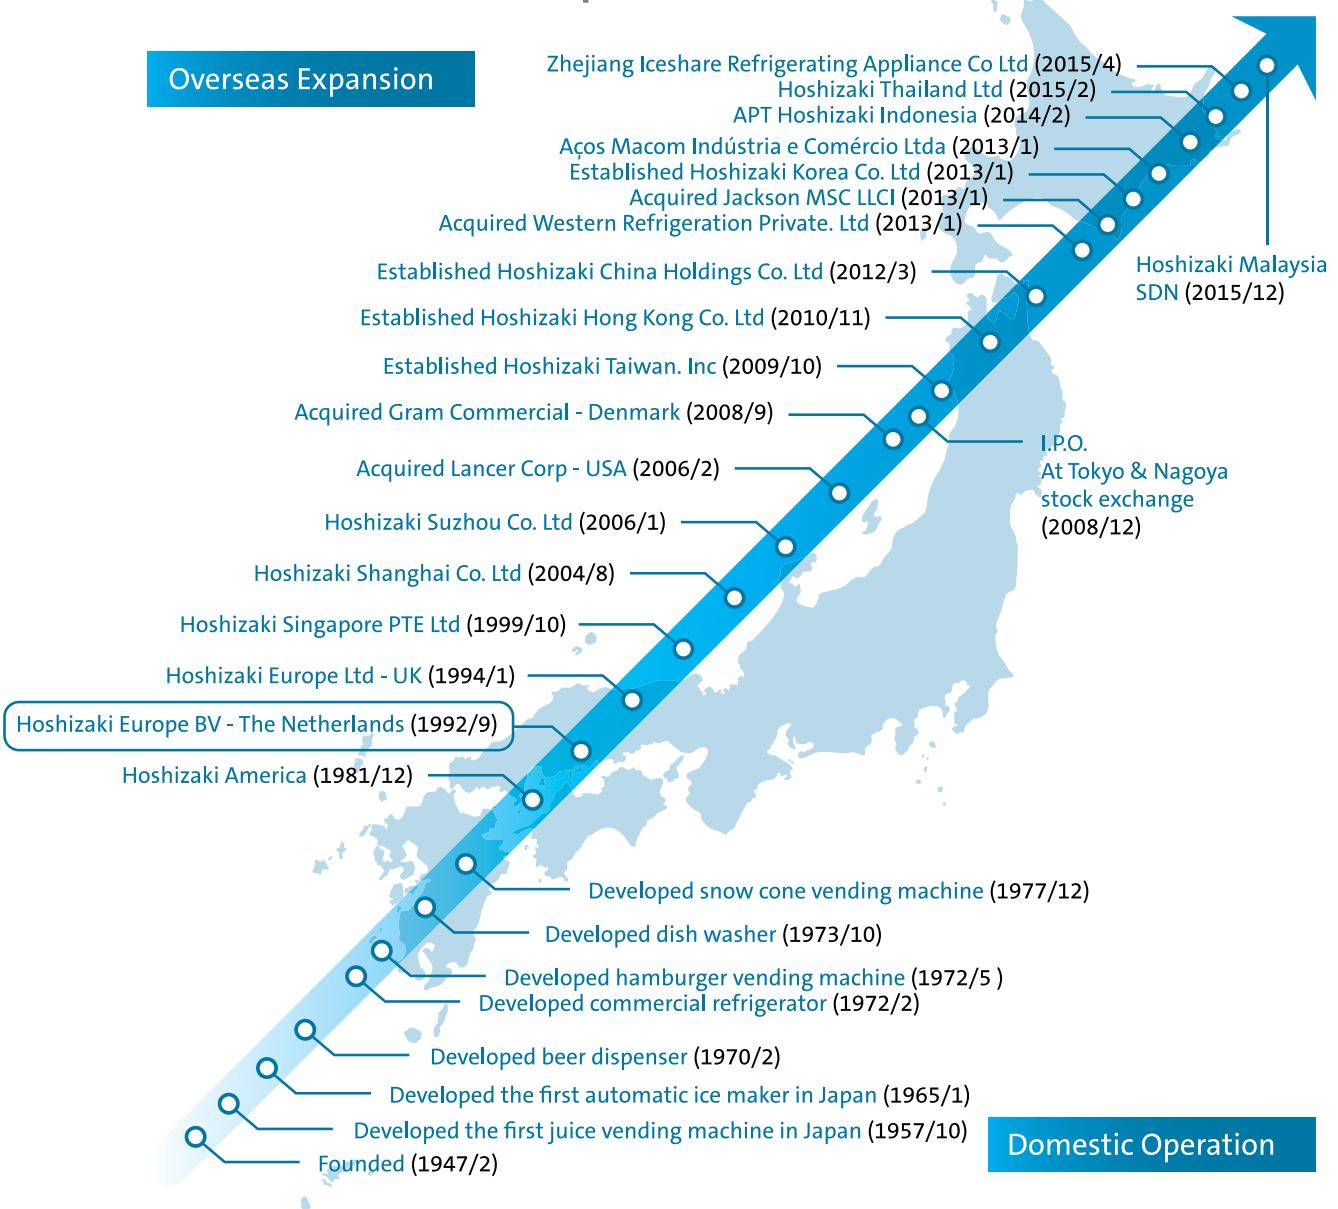 Overseas Expansion
Zhejiang Iceshare Refrigerating Appliance Co Ltd (2015/4)
Hoshizaki Thailand Ltd (2015/2)
APT Hoshizaki Indonesia (2014/2)
Aços Macom Indústria e Comércio Ltda (2013/1)
Established Hoshizaki Korea Co. Ltd (2013/1)
Acquired Jackson MSC LLCI (2013/1)
Acquired Western Refrigeration Private. Ltd (2013/1)
Hoshizaki Malaysia
SDN (2015/12)
Established Hoshizaki China Holdings Co. Ltd (2012/3)
Established Hoshizaki Hong Kong Co. Ltd (2010/11)
Established Hoshizaki Taiwan. Inc (2009/10)
Acquired Gram Commercial - Denmark (2008/9)
I.P.O.
At Tokyo & Nagoya
stock exchange
(2008/12)
Acquired Lancer Corp - USA (2006/2)
Hoshizaki Suzhou Co. Ltd (2006/1)
Hoshizaki Shanghai Co. Ltd (2004/8)
Hoshizaki Singapore PTE Ltd (1999/10)
Hoshizaki Europe Ltd - UK (1994/1)
Hoshizaki Europe BV - The Netherlands (1992/9)
Hoshizaki America (1981/12)
Developed snow cone vending machine (1977/12)
Developed dish washer (1973/10)
Developed hamburger vending machine (1972/5 )
Developed commercial refrigerator (1972/2)
Developed beer dispenser (1970/2)
Developed the first automatic ice maker in Japan (1965/1)
Developed the first juice vending machine in Japan (1957/10)
Founded (1947/2)
Domestic Operation